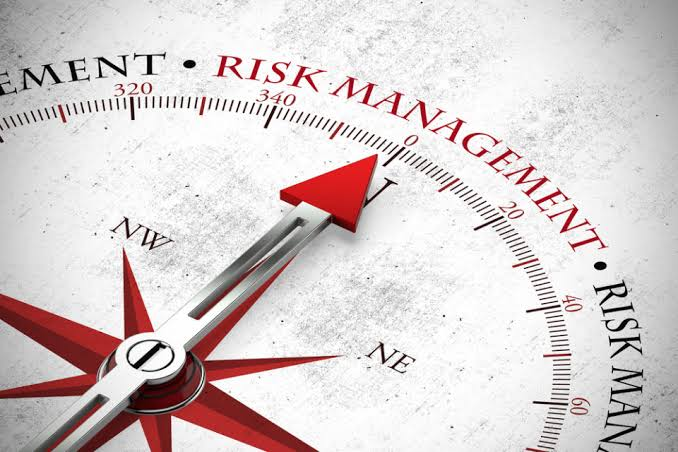 EMENT • RISK MANAGEMENT • RISK MAN
320
340
0
20
40
60
NW
NE